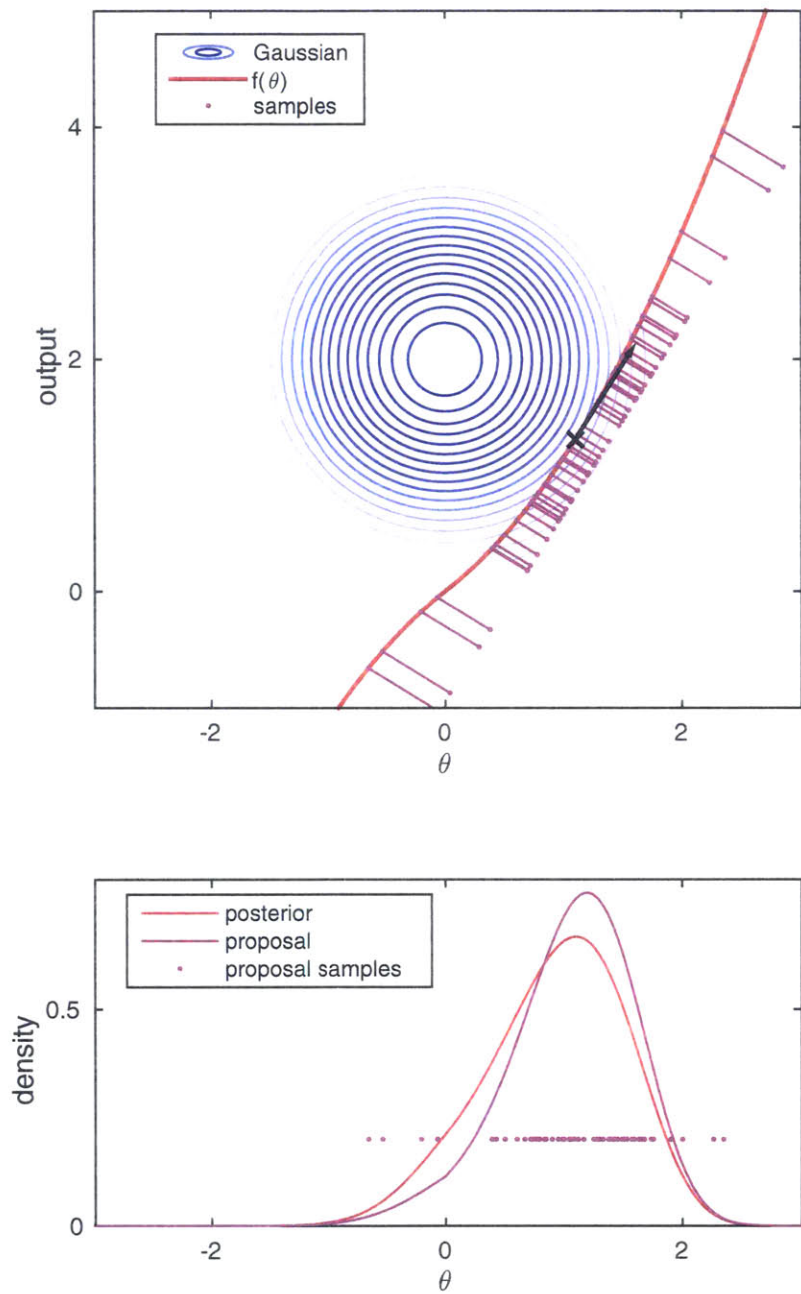 Gaussian
f(θ)
samples
4
2
0
output
-2
0
2
θ
posterior
proposal
proposal samples
0.5
0
density
-2
0
2
θ